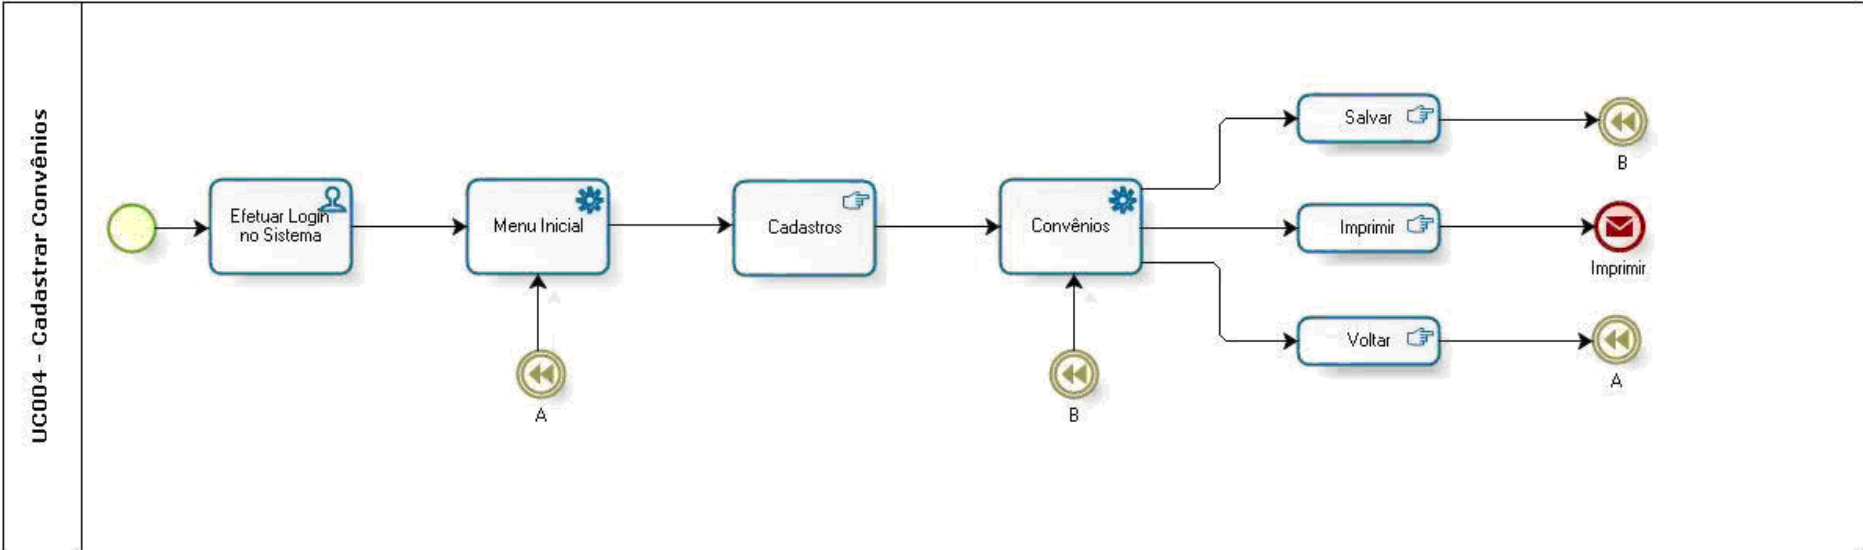 UC004 - Cadastrar Convênios
Efetuar Login
no Sistema
Menu Inicial
Cadastros
Convênios
Salvar
B
Imprimir
Imprimir
Voltar
A
A
B